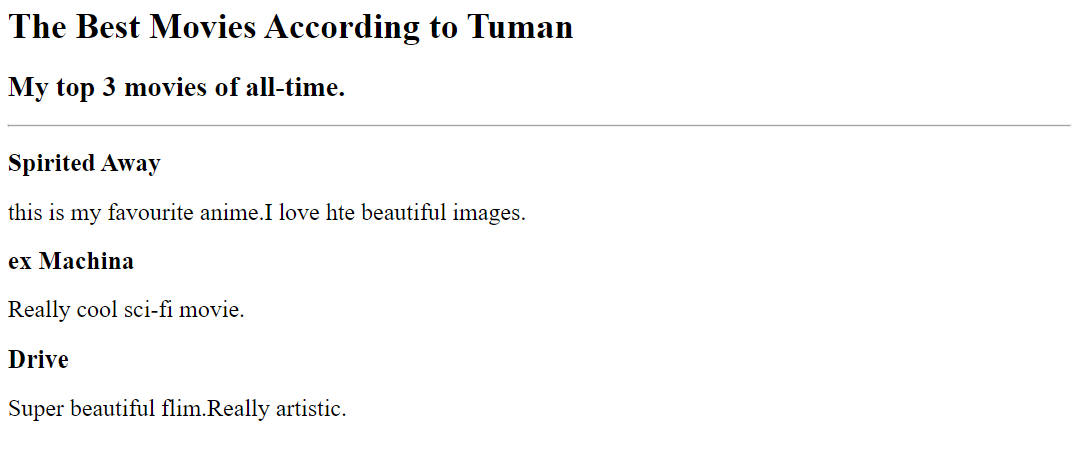 The Best Movies According to Tuman
My top 3 movies of all-time.
Spirited Away
this is my favourite anime.I love hte beautiful images.
ex Machina
Really cool sci-fi movie.
Drive
Super beautiful flim.Really artistic.